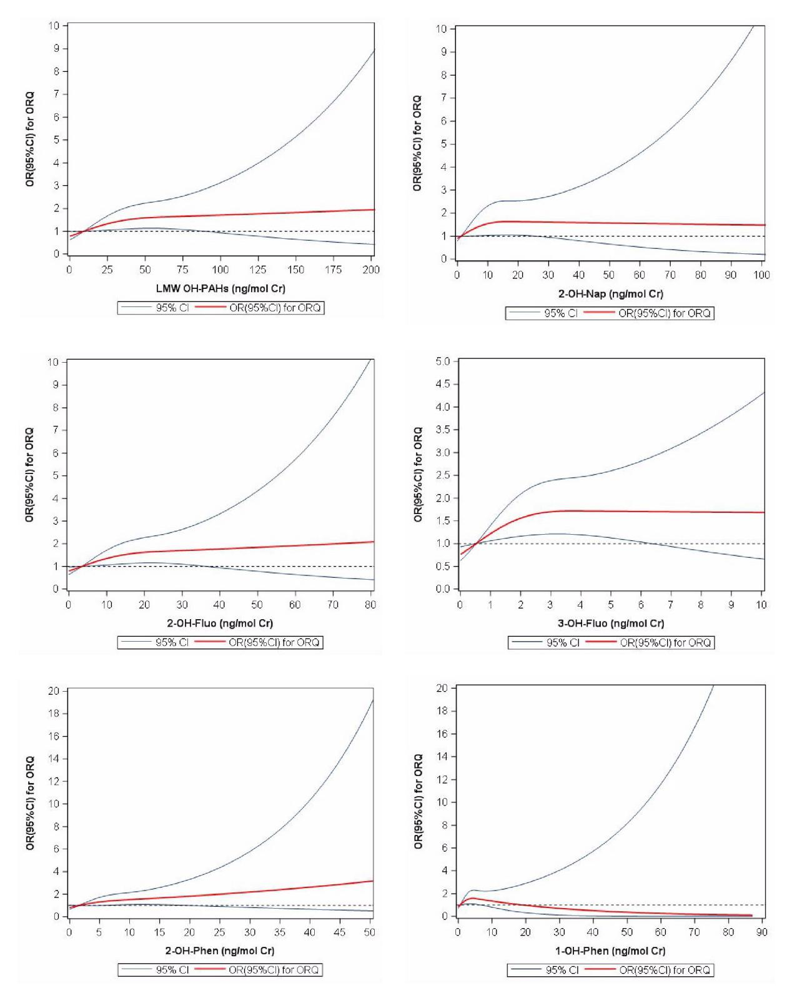 10
9
8
7
6
5
4
3
2
1
0
OR(95%CI) for ORQ
0 25 50 75 100 125 150 175 200
LMW OH-PAHs (ng/mol Cr)
95% CI OR(95%CI) for ORQ
10
9
8
7
6
5
4
3
2
1
0
OR(95%CI) for ORQ
0 10 20 30 40 50 60 70 80 90 100
2-OH-Nap (ng/mol Cr)
95% CI OR(95%CI) for ORQ
10
9
8
7
6
5
4
3
2
1
0
OR(95%CI) for ORQ
0 10 20 30 40 50 60 70 80
2-OH-Fluo (ng/mol Cr)
95% CI OR(95%CI) for ORQ
5.0
4.5
4.0
3.5
3.0
2.5
2.0
1.5
1.0
0.5
0.0
OR(95%CI) for ORQ
0 1 2 3 4 5 6 7 8 9 10
3-OH-Fluo (ng/mol Cr)
95% CI OR(95%CI) for ORQ
20
18
16
14
12
10
8
6
4
2
0
OR(95%CI) for ORQ
0 5 10 15 20 25 30 35 40 45 50
2-OH-Phen (ng/mol Cr)
95% CI OR(95%CI) for ORQ
20
18
16
14
12
10
8
6
4
2
0
OR(95%CI) for ORQ
0 10 20 30 40 50 60 70 80 90
1-OH-Phen (ng/mol Cr)
95% CI OR(95%CI) for ORQ